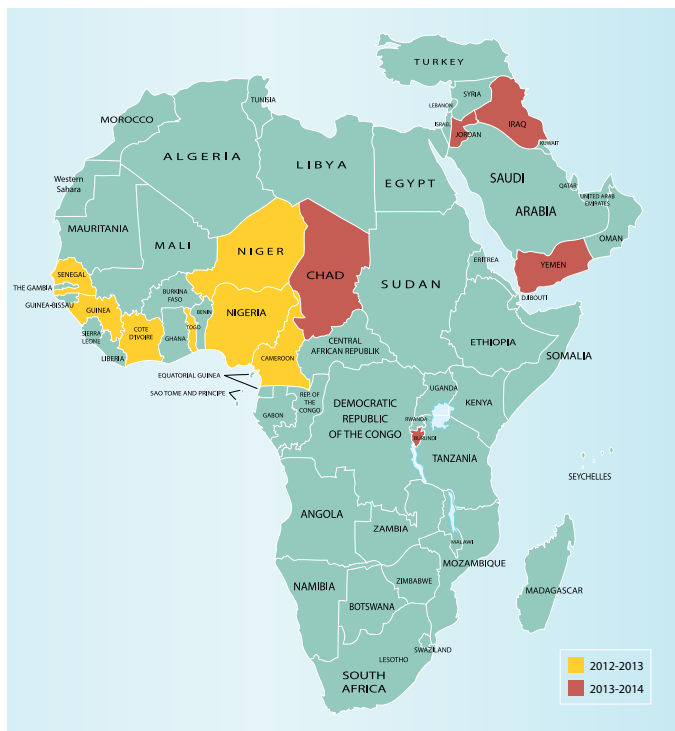 TURKEY
SYRIA
LEBANON
ISRAEL
JORDAN
IRAQ
KUWAIT
TUNISIA
MOROCCO
ALGERIA
LIBYA
EGYPT
SAUDI
ARABIA
QATAR
UNITED ARAB
EMIRATES
OMAN
YEMEN
Western
Sahara
MAURITANIA
MALI
NIGER
CHAD
SUDAN
ERITREA
DJIBOUTI
SENEGAL
THE GAMBIA
GUINEA-BISSAU
GUINEA
SIERRA
LEONE
LIBERIA
COTE
D'IVOIRE
BURKINA
FASO
GHANA
TOGO
BENIN
NIGERIA
CAMEROON
CENTRAL
AFRICAN REPUBLIK
ETHIOPIA
SOMALIA
EQUATORIAL GUINEA
SAO TOME AND PRINCIPE
GABON
REP. OF THE
CONGO
DEMOCRATIC
REPUBLIC
OF THE CONGO
UGANDA
KENYA
RWANDA
BURUNDI
TANZANIA
SEYCHELLES
ANGOLA
ZAMBIA
MALAWI
MOZAMBIQUE
ZIMBABWE
NAMIBIA
BOTSWANA
MADAGASCAR
SWAZILAND
LESOTHO
SOUTH
AFRICA
2012-2013
2013-2014